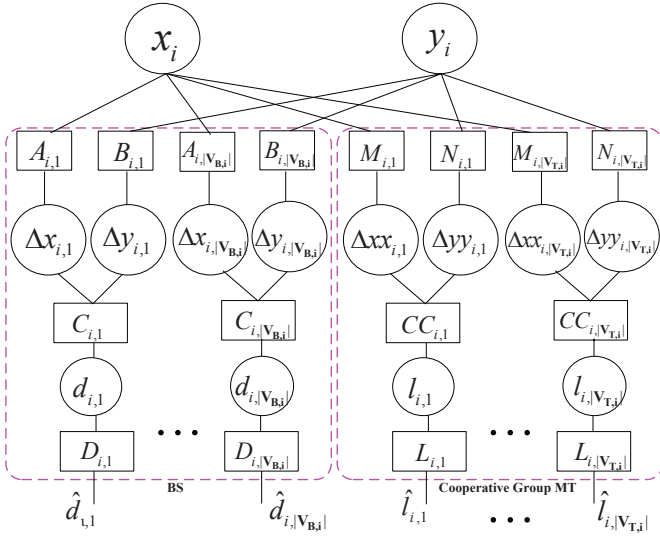 x_i y_i
A_{i,1} B_{i,1} A_{i,|V_{B,i}|} B_{i,|V_{B,i}|} M_{i,1} N_{i,1} M_{i,|V_{T,i}|} N_{i,|V_{T,i}|}
Δx_{i,1} Δy_{i,1} Δx_{i,|V_{B,i}|} Δy_{i,|V_{B,i}|} Δxx_{i,1} Δyy_{i,1} Δxx_{i,|V_{T,i}|} Δyy_{i,|V_{T,i}|}
C_{i,1} C_{i,|V_{B,i}|} CC_{i,1} CC_{i,|V_{T,i}|}
d_{i,1} d_{i,|V_{B,i}|} l_{i,1} l_{i,|V_{T,i}|}
D_{i,1} ••• D_{i,|V_{B,i}|} L_{i,1} ••• L_{i,|V_{T,i}|}
BS Cooperative Group MT
d̂_{ι,1} d̂_{i,|V_{B,i}|} l̂_{i,1} ••• l̂_{i,|V_{T,i}|}